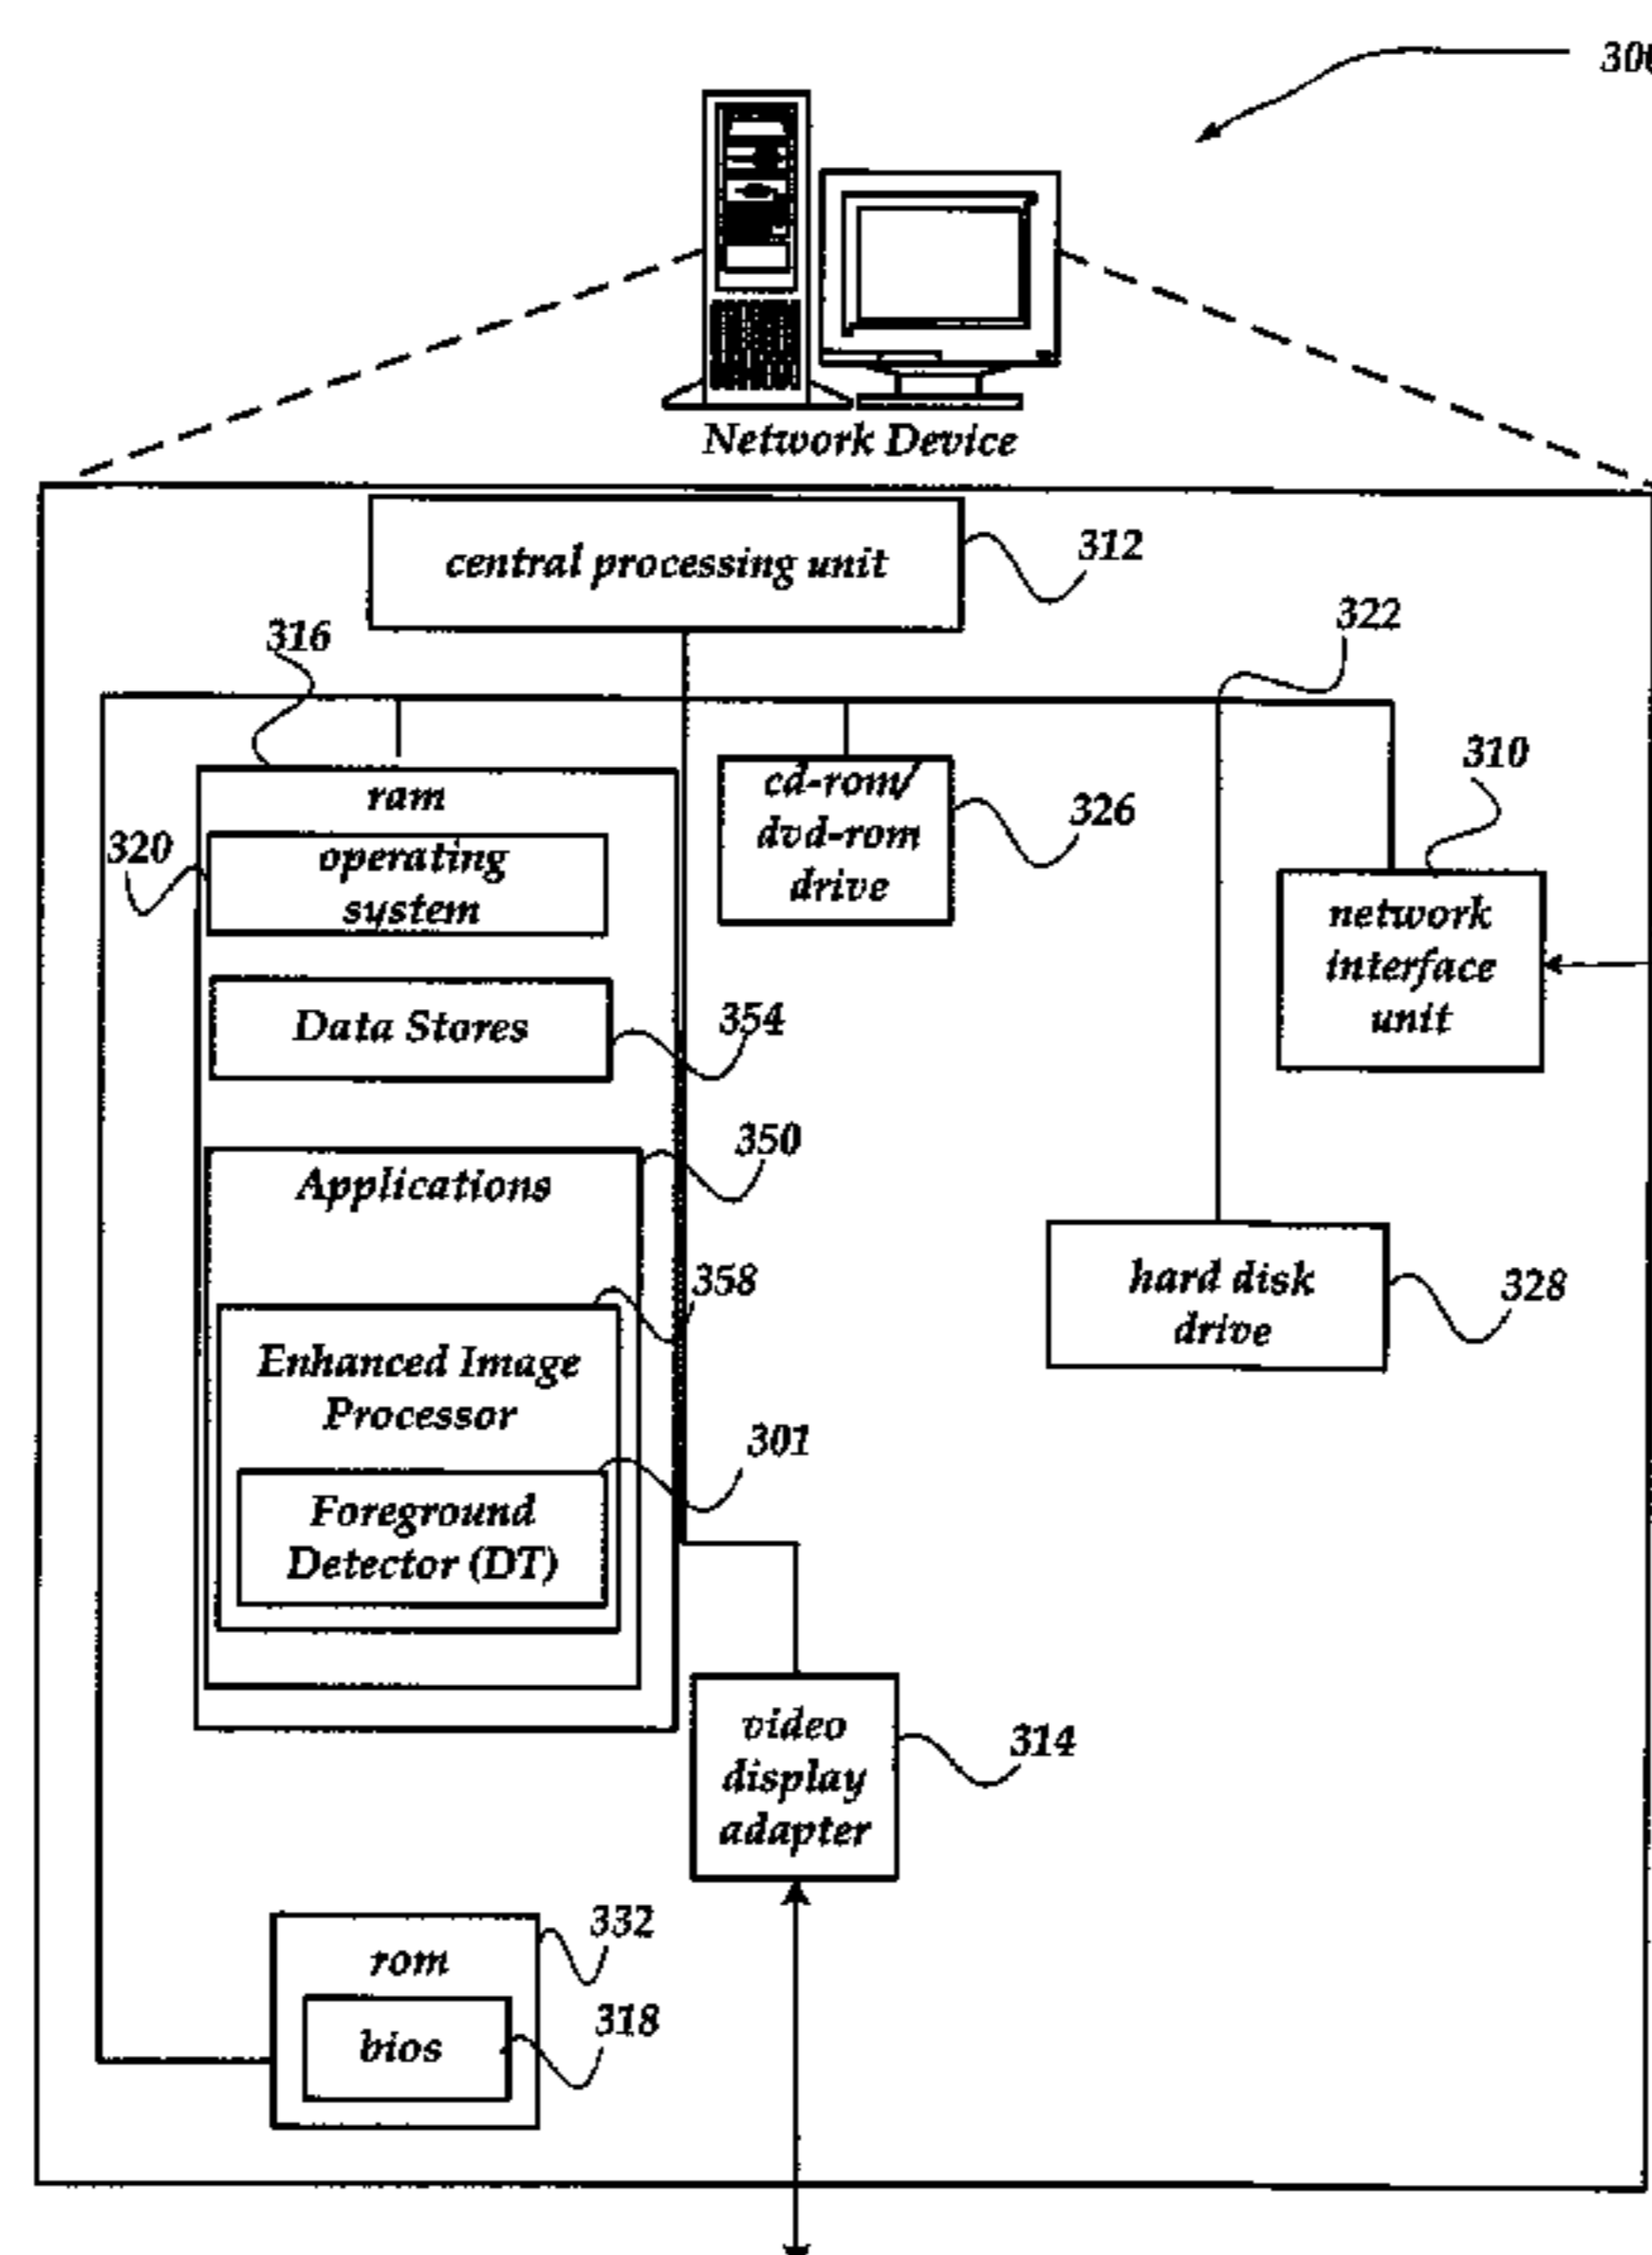 300
Network Device
central processing unit
312
322
316
310
ram
cd-rom/
dvd-rom
drive
326
320
operating
system
network
interface
unit
Data Stores
354
350
Applications
358
hard disk
drive
328
Enhanced Image
Processor
301
Foreground
Detector (DT)
video
display
adapter
314
332
rom
318
bios